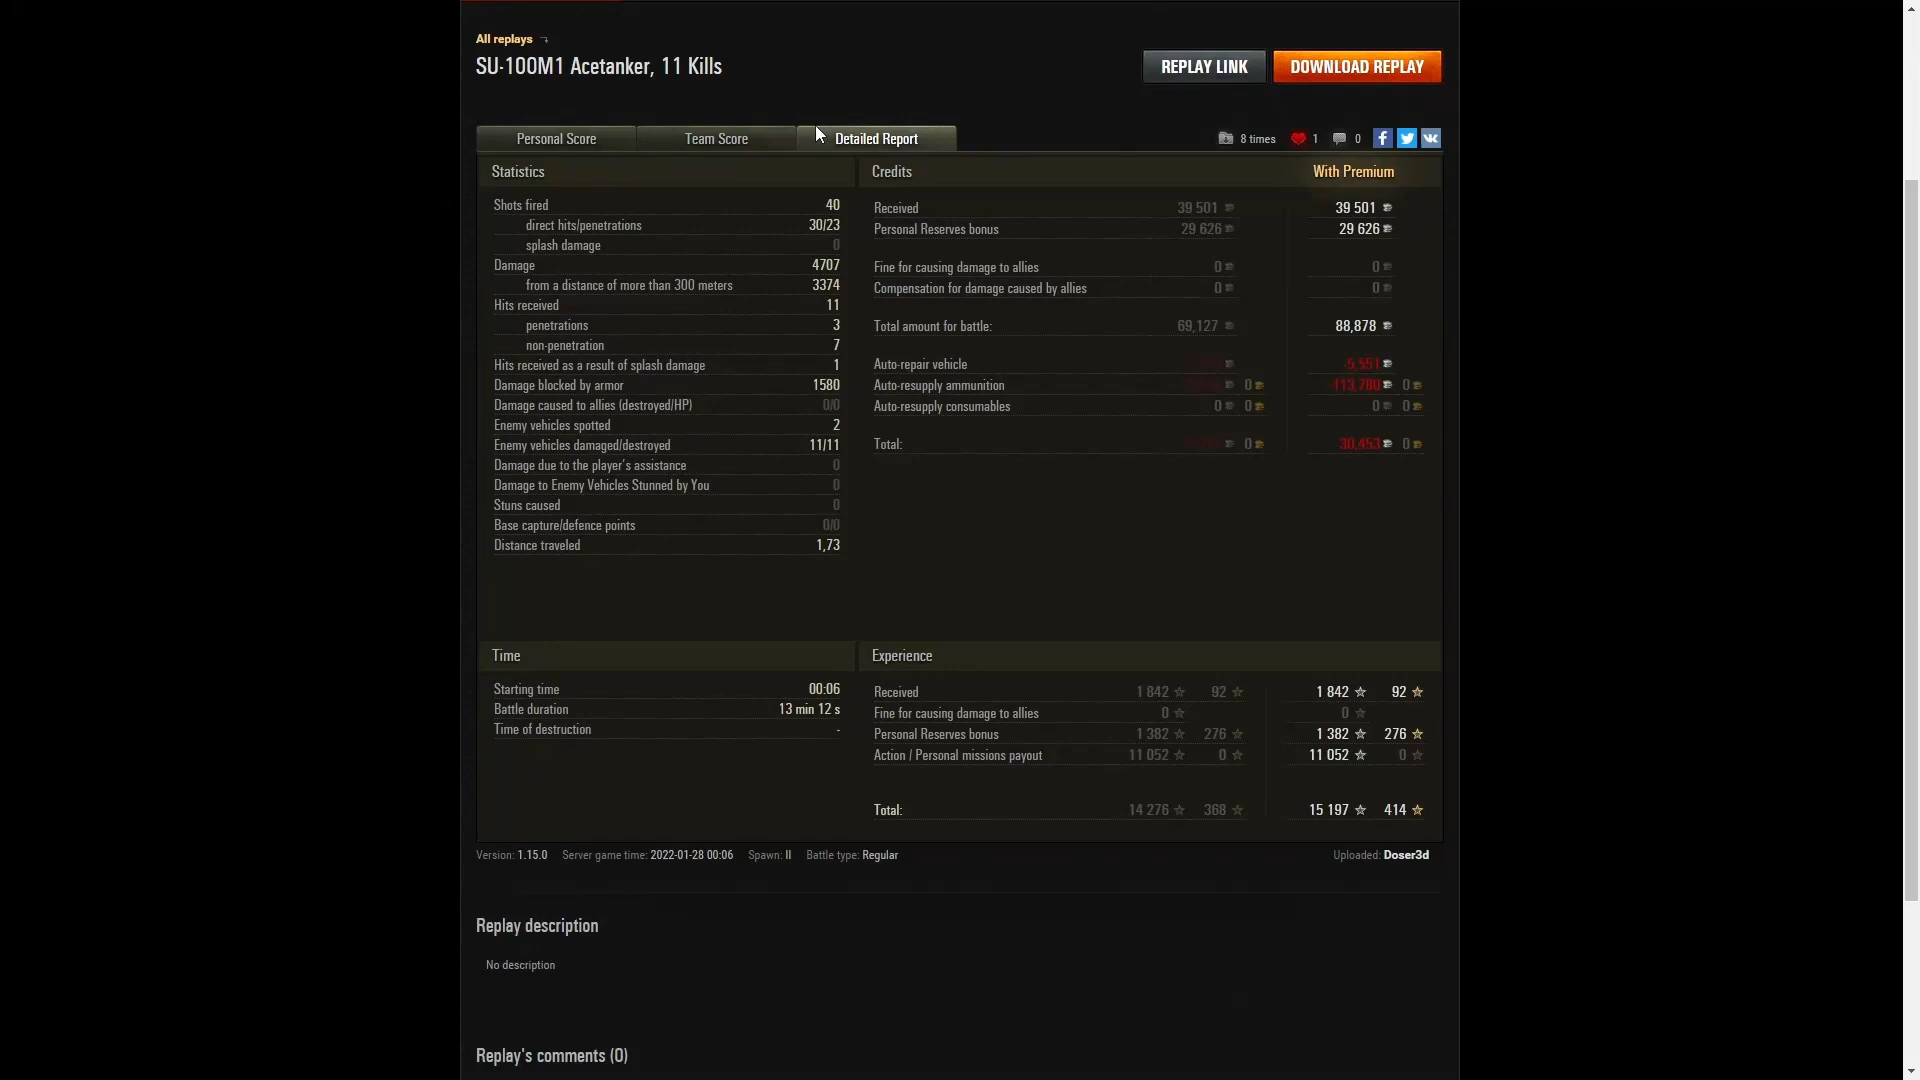 All replays
SU-100M1 Acetanker, 11 Kills
REPLAY LINK
DOWNLOAD REPLAY
Personal Score
Team Score
Detailed Report
8 times
1
0
Statistics
Shots fired 40
direct hits/penetrations 30/23
splash damage 0
Damage 4707
from a distance of more than 300 meters 3374
Hits received 11
penetrations 3
non-penetration 7
Hits received as a result of splash damage 1
Damage blocked by armor 1580
Damage caused to allies (destroyed/HP) 0/0
Enemy vehicles spotted 2
Enemy vehicles damaged/destroyed 11/11
Damage due to the player's assistance 0
Damage to Enemy Vehicles Stunned by You 0
Stuns caused 0
Base capture/defence points 0/0
Distance traveled 1,73
Credits With Premium
Received 39 501 39 501
Personal Reserves bonus 29 626 29 626
Fine for causing damage to allies 0 0
Compensation for damage caused by allies 0 0
Total amount for battle: 69,127 88,878
Auto-repair vehicle -5,551
Auto-resupply ammunition 0 -113,780 0
Auto-resupply consumables 0 0 0 0
Total: 0 -30,453 0
Time
Starting time 00:06
Battle duration 13 min 12 s
Time of destruction -
Experience
Received 1 842 92 1 842 92
Fine for causing damage to allies 0 0
Personal Reserves bonus 1 382 276 1 382 276
Action / Personal missions payout 11 052 0 11 052 0
Total: 14 276 368 15 197 414
Version: 1.15.0 Server game time: 2022-01-28 00:06 Spawn: II Battle type: Regular
Uploaded: Doser3d
Replay description
No description
Replay's comments (0)